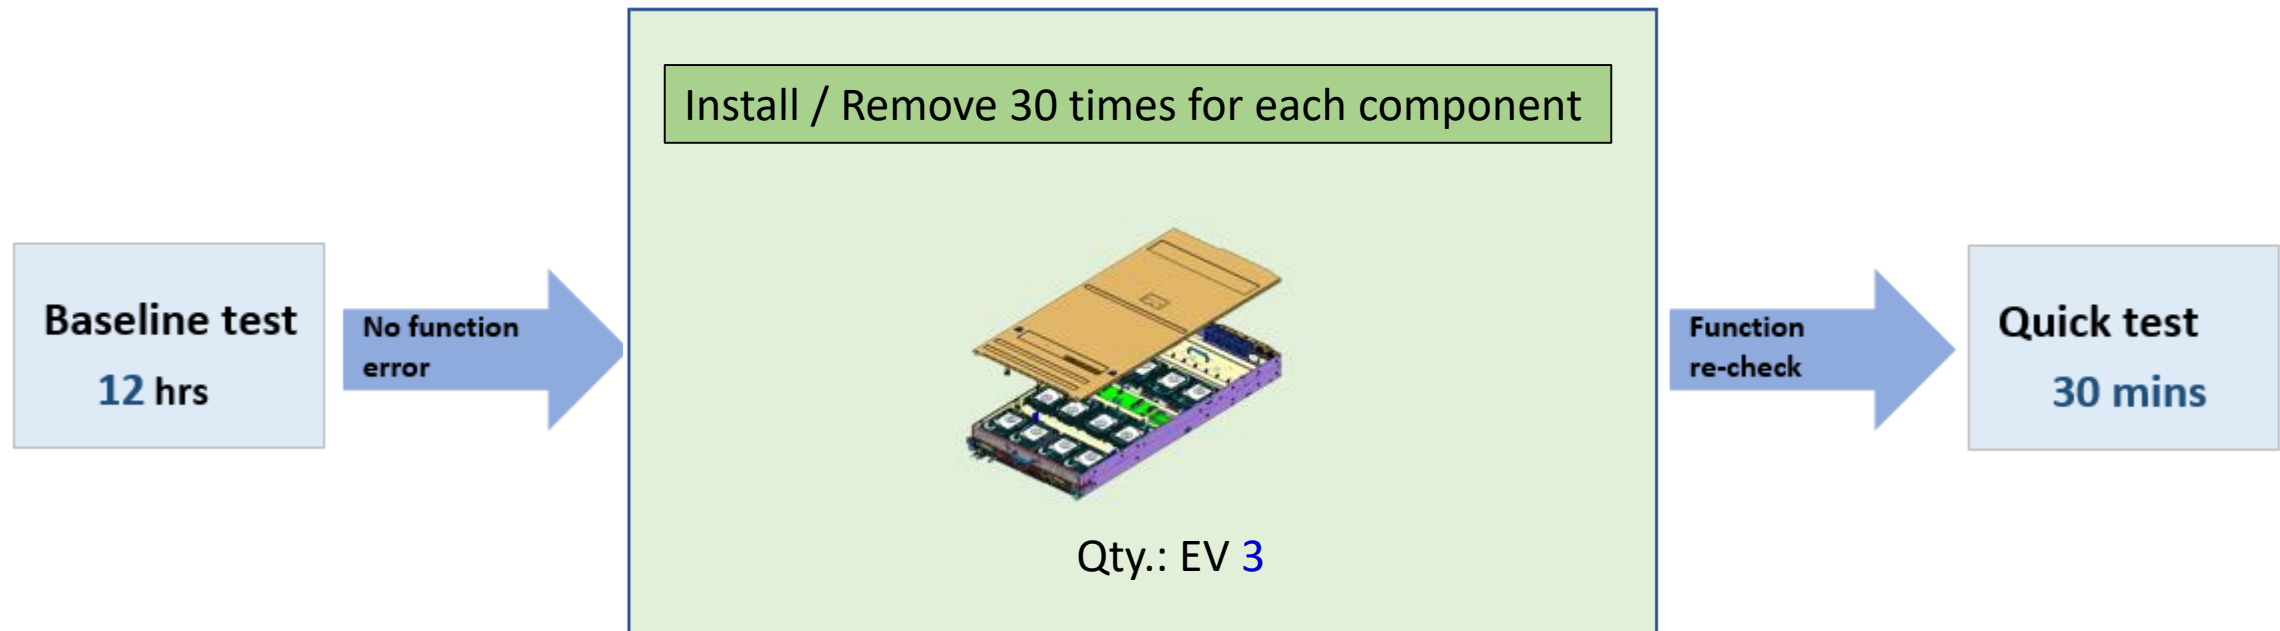 Install / Remove 30 times for each component
Baseline test
12 hrs
No function
error
Qty.: EV 3
Function
re-check
Quick test
30 mins